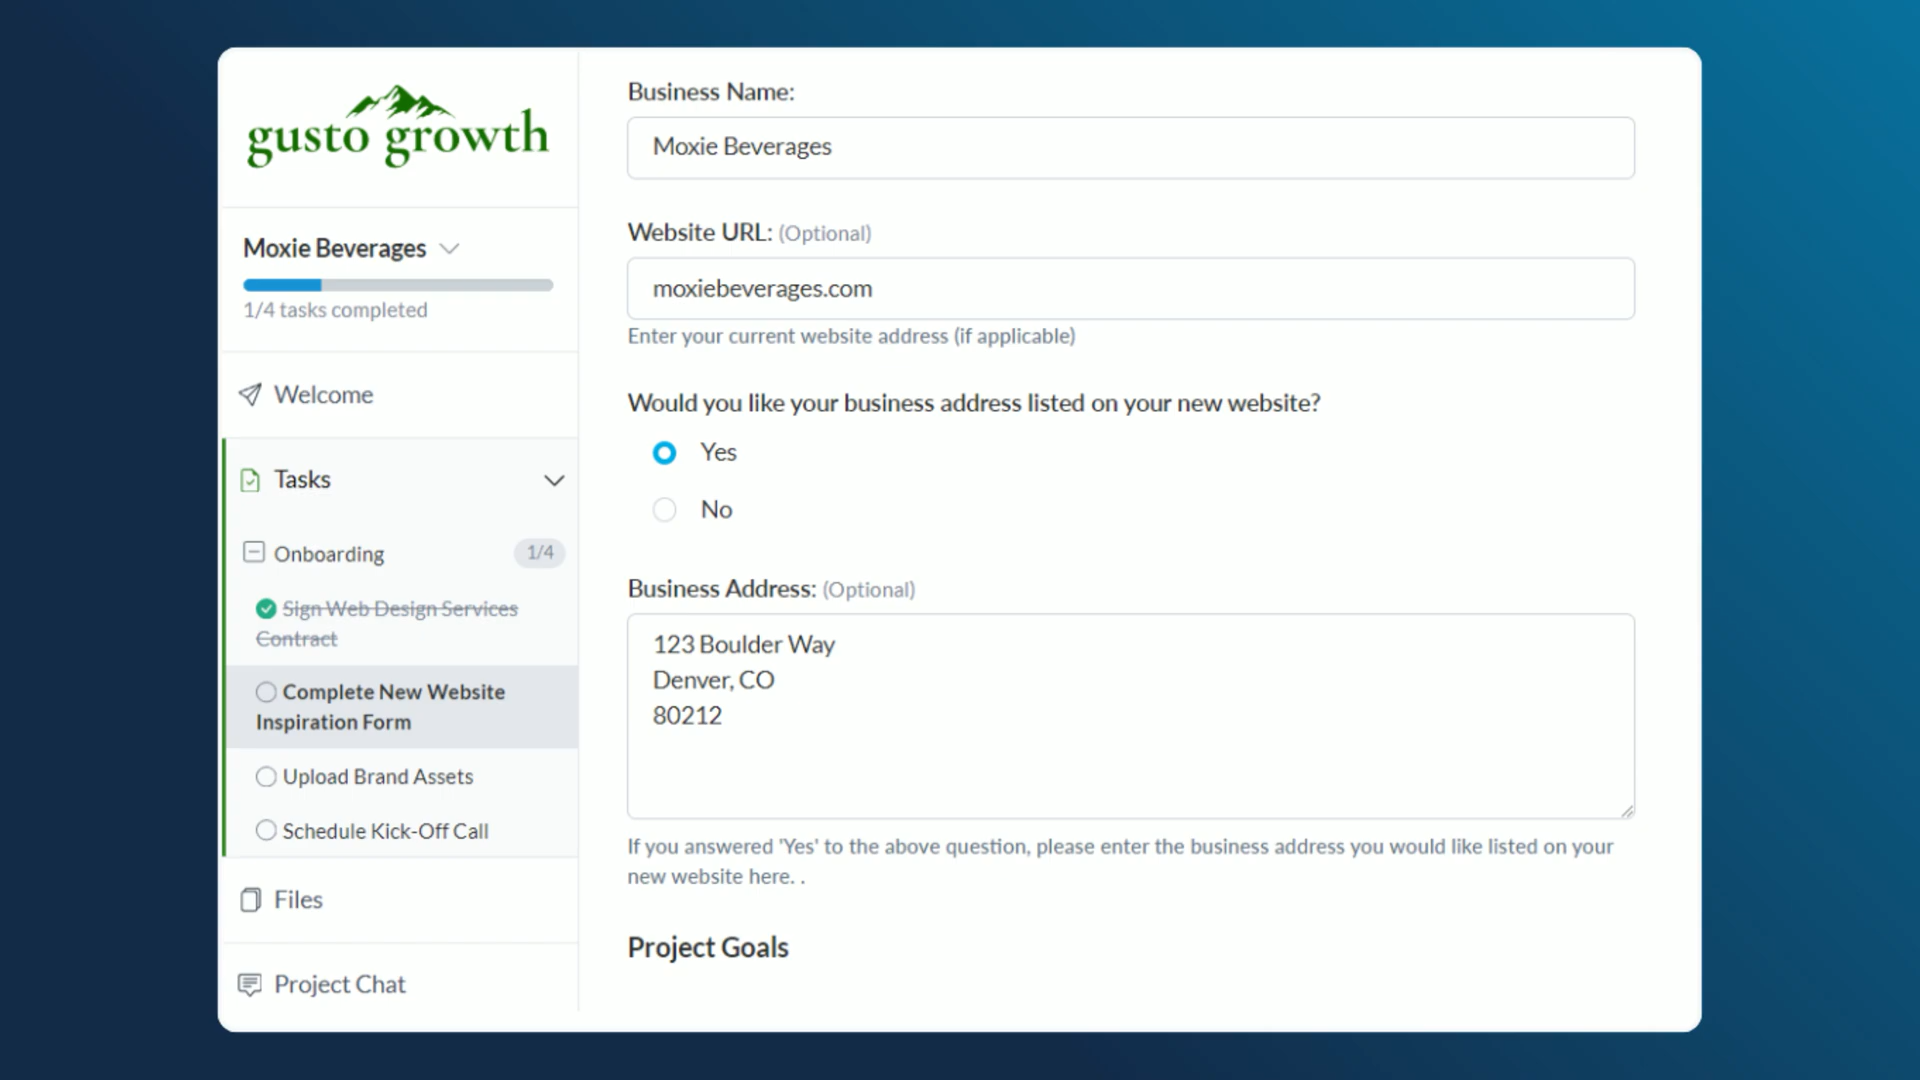 gusto growth
Moxie Beverages
1/4 tasks completed
Welcome
Tasks
Onboarding 1/4
Sign Web Design Services
Contract
Complete New Website
Inspiration Form
Upload Brand Assets
Schedule Kick-Off Call
Files
Project Chat
Business Name:
Moxie Beverages
Website URL: (Optional)
moxiebeverages.com
Enter your current website address (if applicable)
Would you like your business address listed on your new website?
Yes
No
Business Address: (Optional)
123 Boulder Way
Denver, CO
80212
If you answered 'Yes' to the above question, please enter the business address you would like listed on your
new website here. .
Project Goals